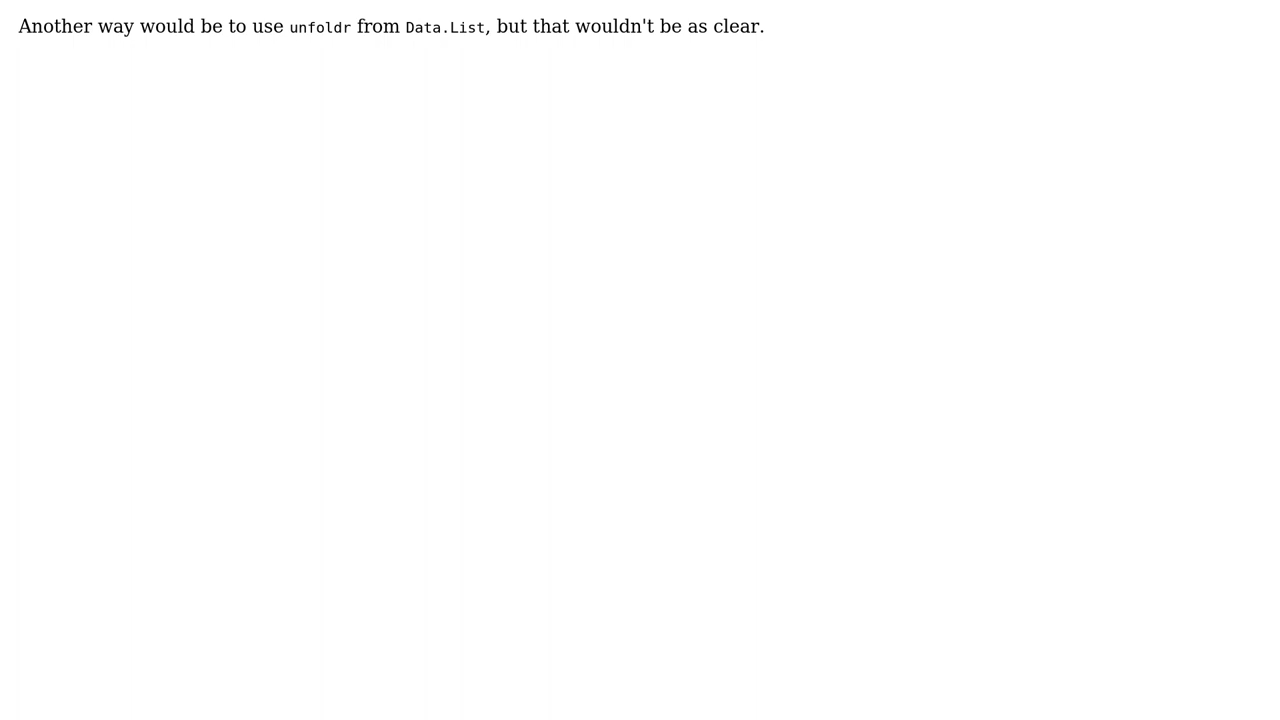 Another way would be to use unfoldr from Data.List, but that wouldn't be as clear.